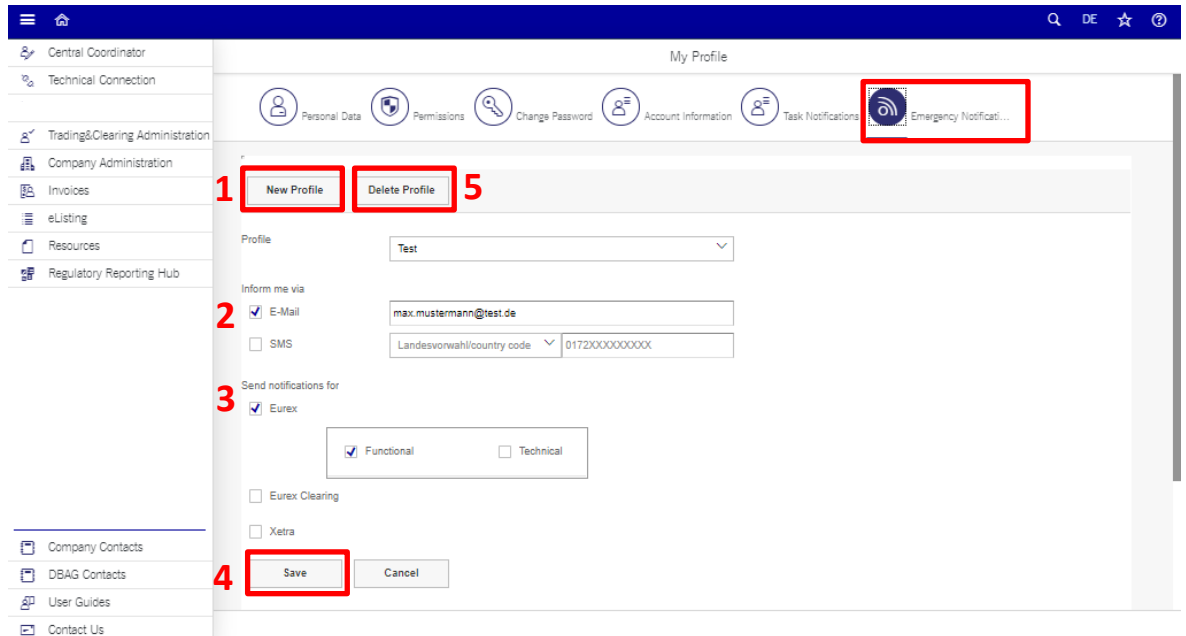 DE
Central Coordinator
Technical Connection
Trading&Clearing Administration
Company Administration
Invoices
eListing
Resources
Regulatory Reporting Hub
Company Contacts
DBAG Contacts
User Guides
Contact Us
My Profile
Personal Data
Permissions
Change Password
Account Information
Task Notifications
Emergency Notificati...
1
New Profile
Delete Profile
5
Profile
Test
Inform me via
2
E-Mail
max.mustermann@test.de
SMS
Landesvorwahl/country code
0172XXXXXXXXX
Send notifications for
3
Eurex
Functional
Technical
Eurex Clearing
Xetra
4
Save
Cancel